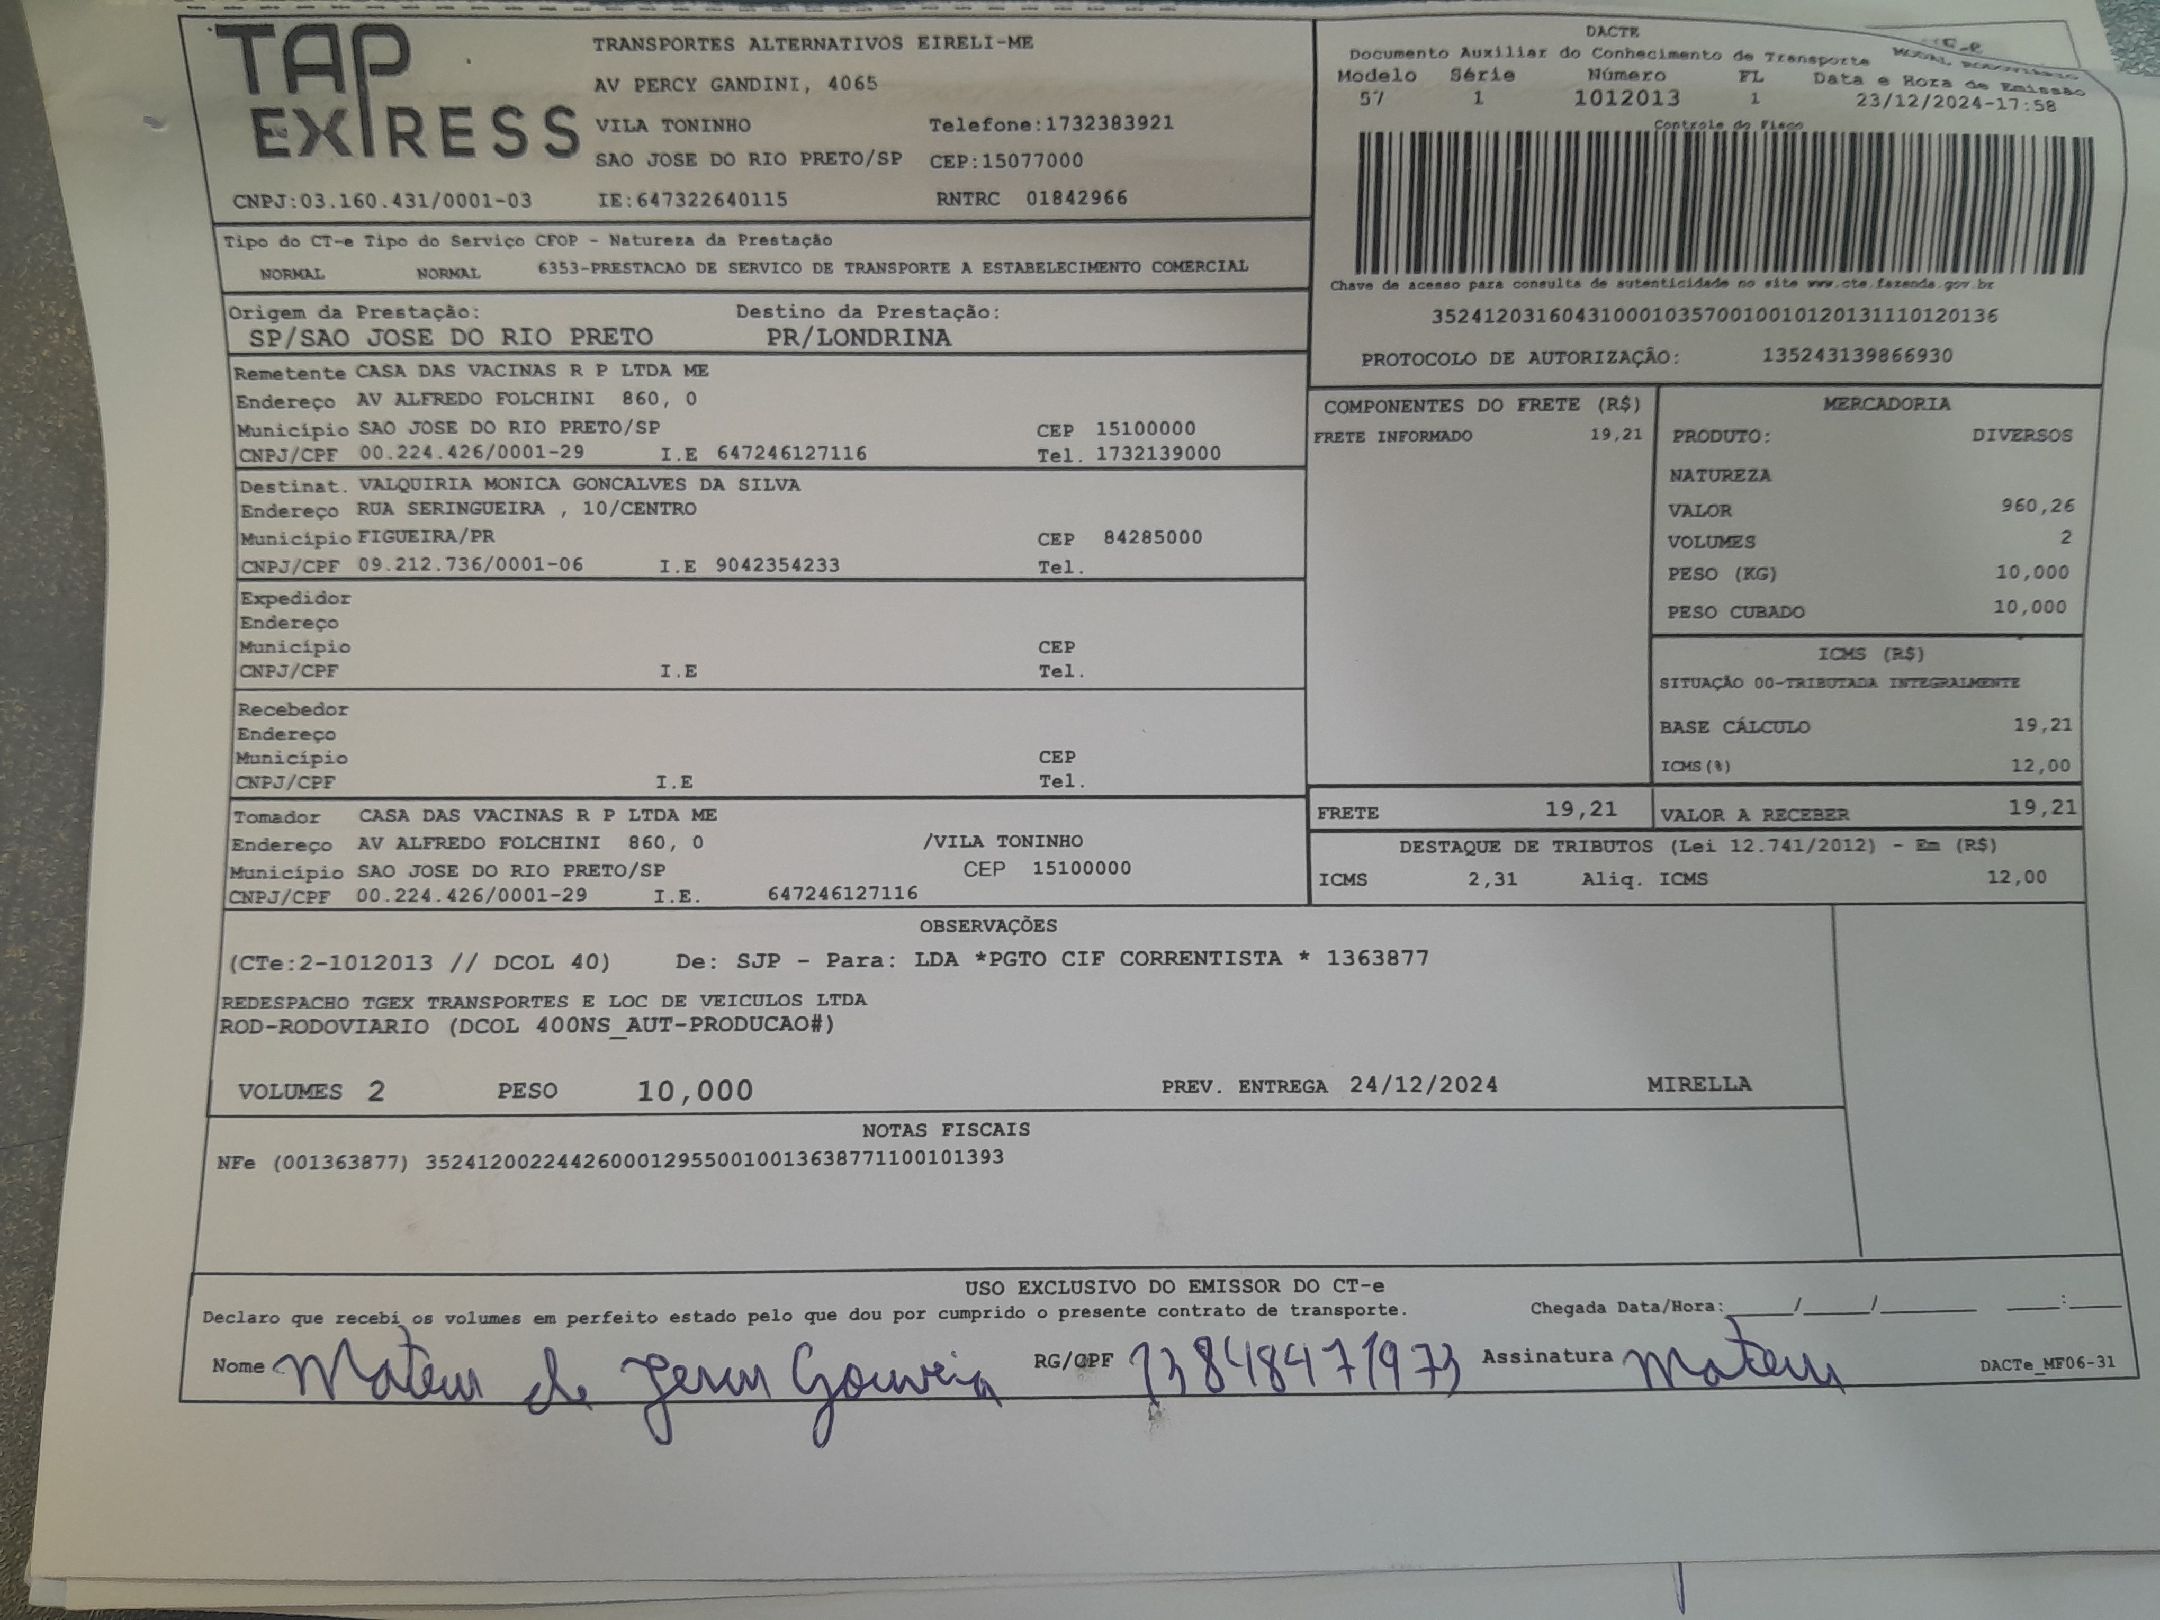 TAP EXPRESS
TRANSPORTES ALTERNATIVOS EIRELI-ME
AV PERCY GANDINI, 4065
VILA TONINHO Telefone:1732383921
SAO JOSE DO RIO PRETO/SP CEP:15077000
CNPJ:03.160.431/0001-03 IE:647322640115 RNTRC 01842966
DACTE
Documento Auxiliar do Conhecimento de Transporte
Modelo Série Número FL Data e Hora de Emissão
57 1 1012013 1 23/12/2024-17:58
Controle do Fisco
Chave de acesso para consulta de autenticidade no site www.cte.fazenda.gov.br
35241203160431000103570010010120131110120136
PROTOCOLO DE AUTORIZAÇÃO: 135243139866930
Tipo do CT-e Tipo do Serviço CFOP - Natureza da Prestação
NORMAL NORMAL 6353-PRESTACAO DE SERVICO DE TRANSPORTE A ESTABELECIMENTO COMERCIAL
Origem da Prestação: Destino da Prestação:
SP/SAO JOSE DO RIO PRETO PR/LONDRINA
Remetente CASA DAS VACINAS R P LTDA ME
Endereço AV ALFREDO FOLCHINI 860, 0
Município SAO JOSE DO RIO PRETO/SP CEP 15100000
CNPJ/CPF 00.224.426/0001-29 I.E 647246127116 Tel. 1732139000
Destinat. VALQUIRIA MONICA GONCALVES DA SILVA
Endereço RUA SERINGUEIRA , 10/CENTRO
Município FIGUEIRA/PR CEP 84285000
CNPJ/CPF 09.212.736/0001-06 I.E 9042354233 Tel.
Expedidor
Endereço
Município CEP
CNPJ/CPF I.E Tel.
Recebedor
Endereço
Município CEP
CNPJ/CPF I.E Tel.
Tomador CASA DAS VACINAS R P LTDA ME
Endereço AV ALFREDO FOLCHINI 860, 0 /VILA TONINHO
Município SAO JOSE DO RIO PRETO/SP CEP 15100000
CNPJ/CPF 00.224.426/0001-29 I.E. 647246127116
COMPONENTES DO FRETE (R$)
FRETE INFORMADO 19,21
MERCADORIA
PRODUTO: DIVERSOS
NATUREZA
VALOR 960,26
VOLUMES 2
PESO (KG) 10,000
PESO CUBADO 10,000
ICMS (R$)
SITUAÇÃO 00-TRIBUTADA INTEGRALMENTE
BASE CÁLCULO 19,21
ICMS(%) 12,00
FRETE 19,21 VALOR A RECEBER 19,21
DESTAQUE DE TRIBUTOS (Lei 12.741/2012) - Em (R$)
ICMS 2,31 Aliq. ICMS 12,00
OBSERVAÇÕES
(CTe:2-1012013 // DCOL 40) De: SJP - Para: LDA *PGTO CIF CORRENTISTA * 1363877
REDESPACHO TGEX TRANSPORTES E LOC DE VEICULOS LTDA
ROD-RODOVIARIO (DCOL 400NS_AUT-PRODUCAO#)
VOLUMES 2 PESO 10,000 PREV. ENTREGA 24/12/2024 MIRELLA
NOTAS FISCAIS
NFe (001363877) 35241200224426000129550010013638771100101393
USO EXCLUSIVO DO EMISSOR DO CT-e
Declaro que recebi os volumes em perfeito estado pelo que dou por cumprido o presente contrato de transporte. Chegada Data/Hora: ____/____/______ ___:___
Nome Mateus de Jesus Gouveia RG/CPF 13848471973 Assinatura Mateus DACTe_MF06-31